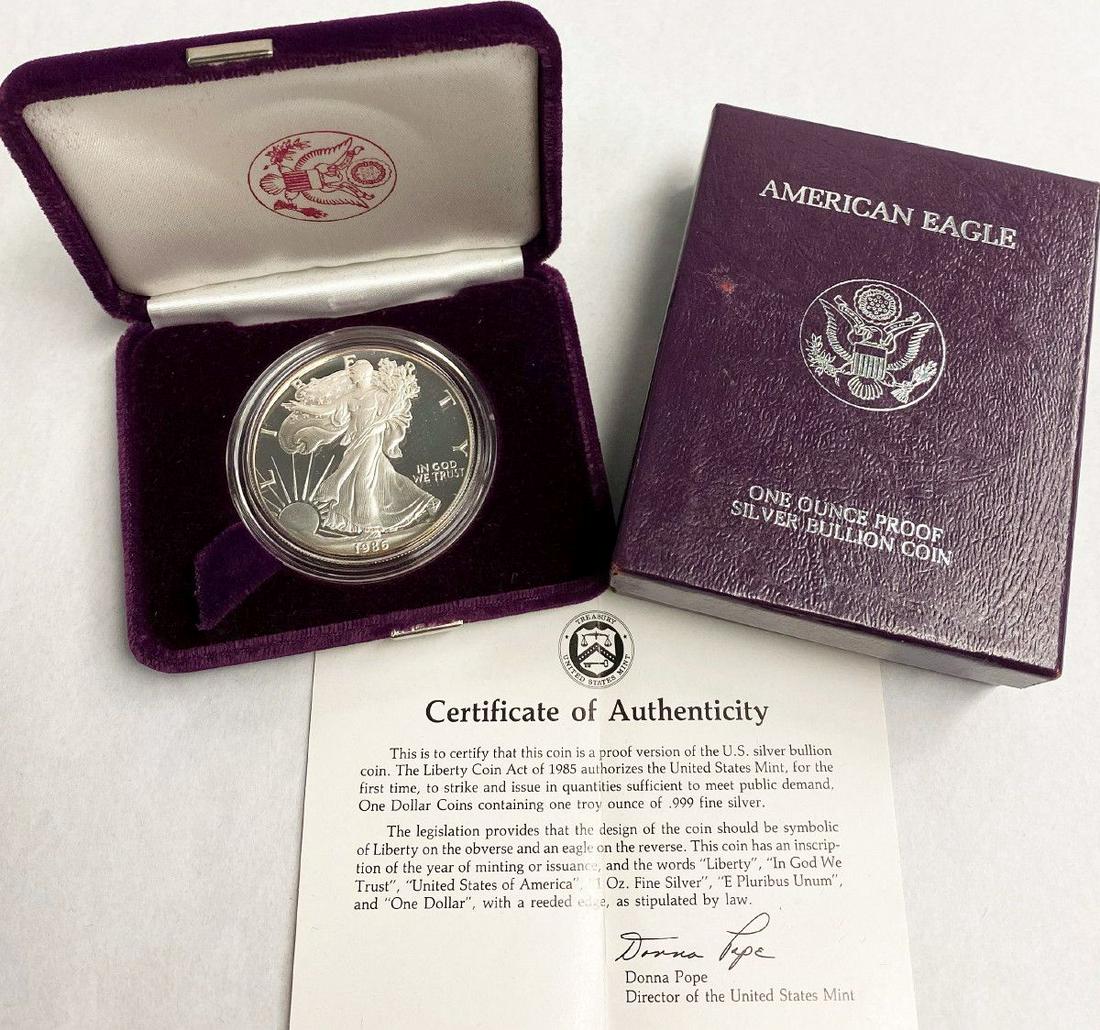 LIBERTY
IN GOD
WE TRUST
1986
AMERICAN EAGLE
ONE OUNCE PROOF
SILVER BULLION COIN
TREASURY
UNITED STATES MINT
Certificate of Authenticity
This is to certify that this coin is a proof version of the U.S. silver bullion
coin. The Liberty Coin Act of 1985 authorizes the United States Mint, for the
first time, to strike and issue in quantities sufficient to meet public demand,
One Dollar Coins containing one troy ounce of .999 fine silver.
The legislation provides that the design of the coin should be symbolic
of Liberty on the obverse and an eagle on the reverse. This coin has an inscrip-
tion of the year of minting or issuance, and the words "Liberty", "In God We
Trust", "United States of America", "1 Oz. Fine Silver", "E Pluribus Unum",
and "One Dollar", with a reeded edge, as stipulated by law.
Donna Pope
Donna Pope
Director of the United States Mint